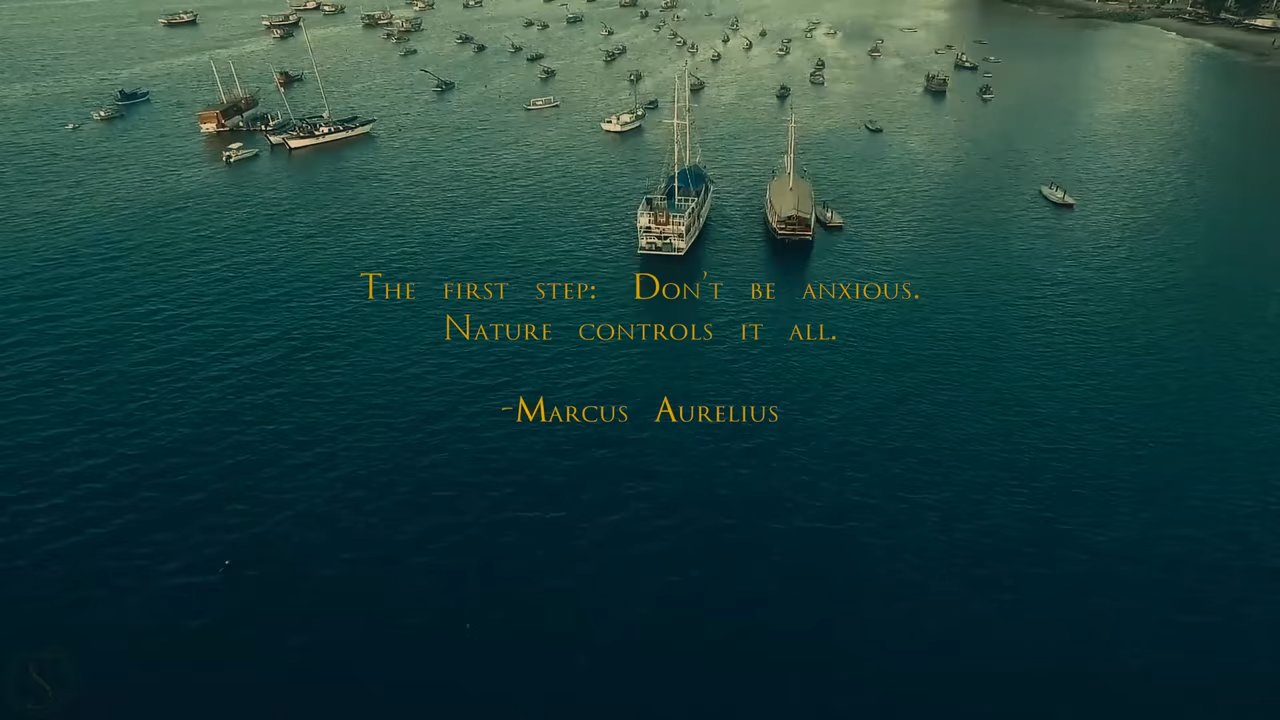 The first step: Don't be anxious.
Nature controls it all.
-Marcus Aurelius